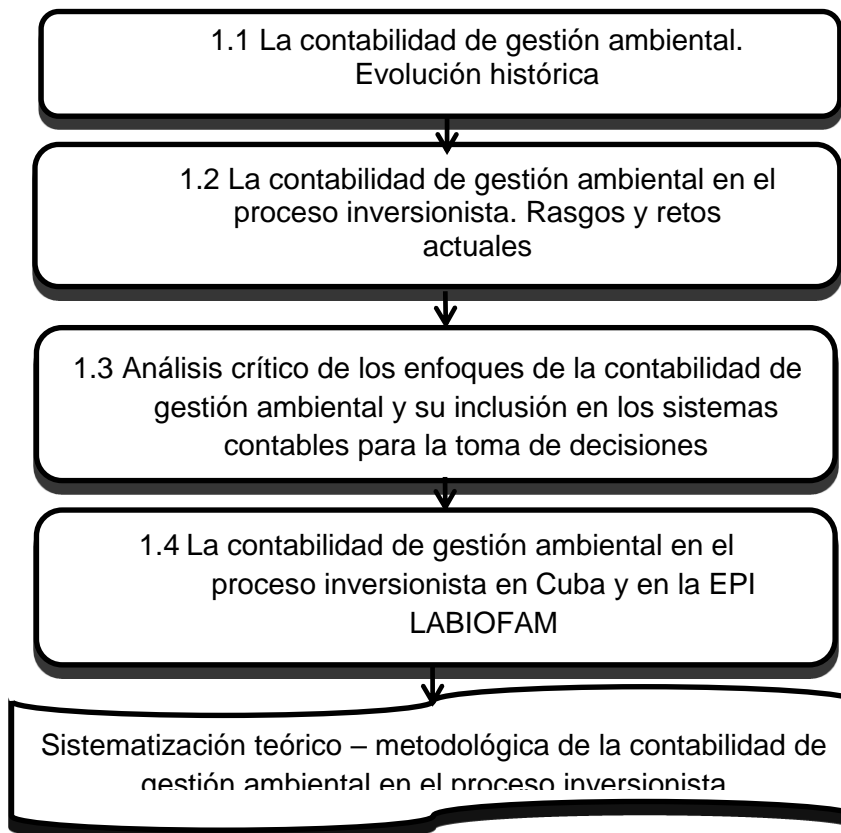 1.1 La contabilidad de gestión ambiental.
Evolución histórica
1.2 La contabilidad de gestión ambiental en el
proceso inversionista. Rasgos y retos
actuales
1.3 Análisis crítico de los enfoques de la contabilidad de
gestión ambiental y su inclusión en los sistemas
contables para la toma de decisiones
1.4 La contabilidad de gestión ambiental en el
proceso inversionista en Cuba y en la EPI
LABIOFAM
Sistematización teórico – metodológica de la contabilidad de
gestión ambiental en el proceso inversionista